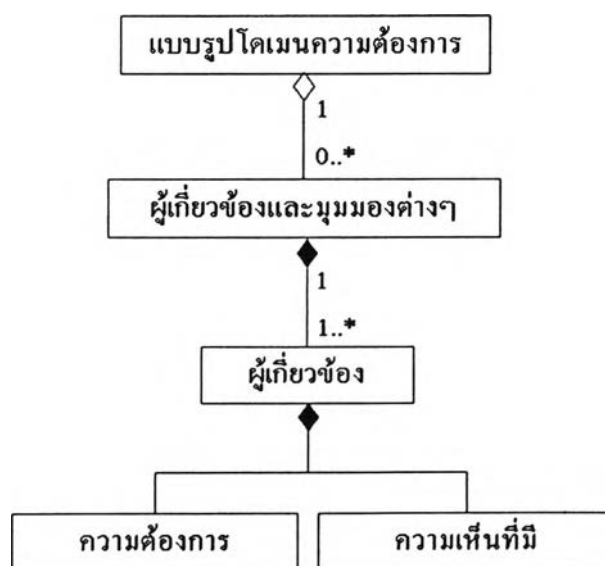 แบบรูปโดเมนความต้องการ
1
0..*
ผู้เกี่ยวข้องและมุมมองต่างๆ
1
1..*
ผู้เกี่ยวข้อง
ความต้องการ
ความเห็นที่มี